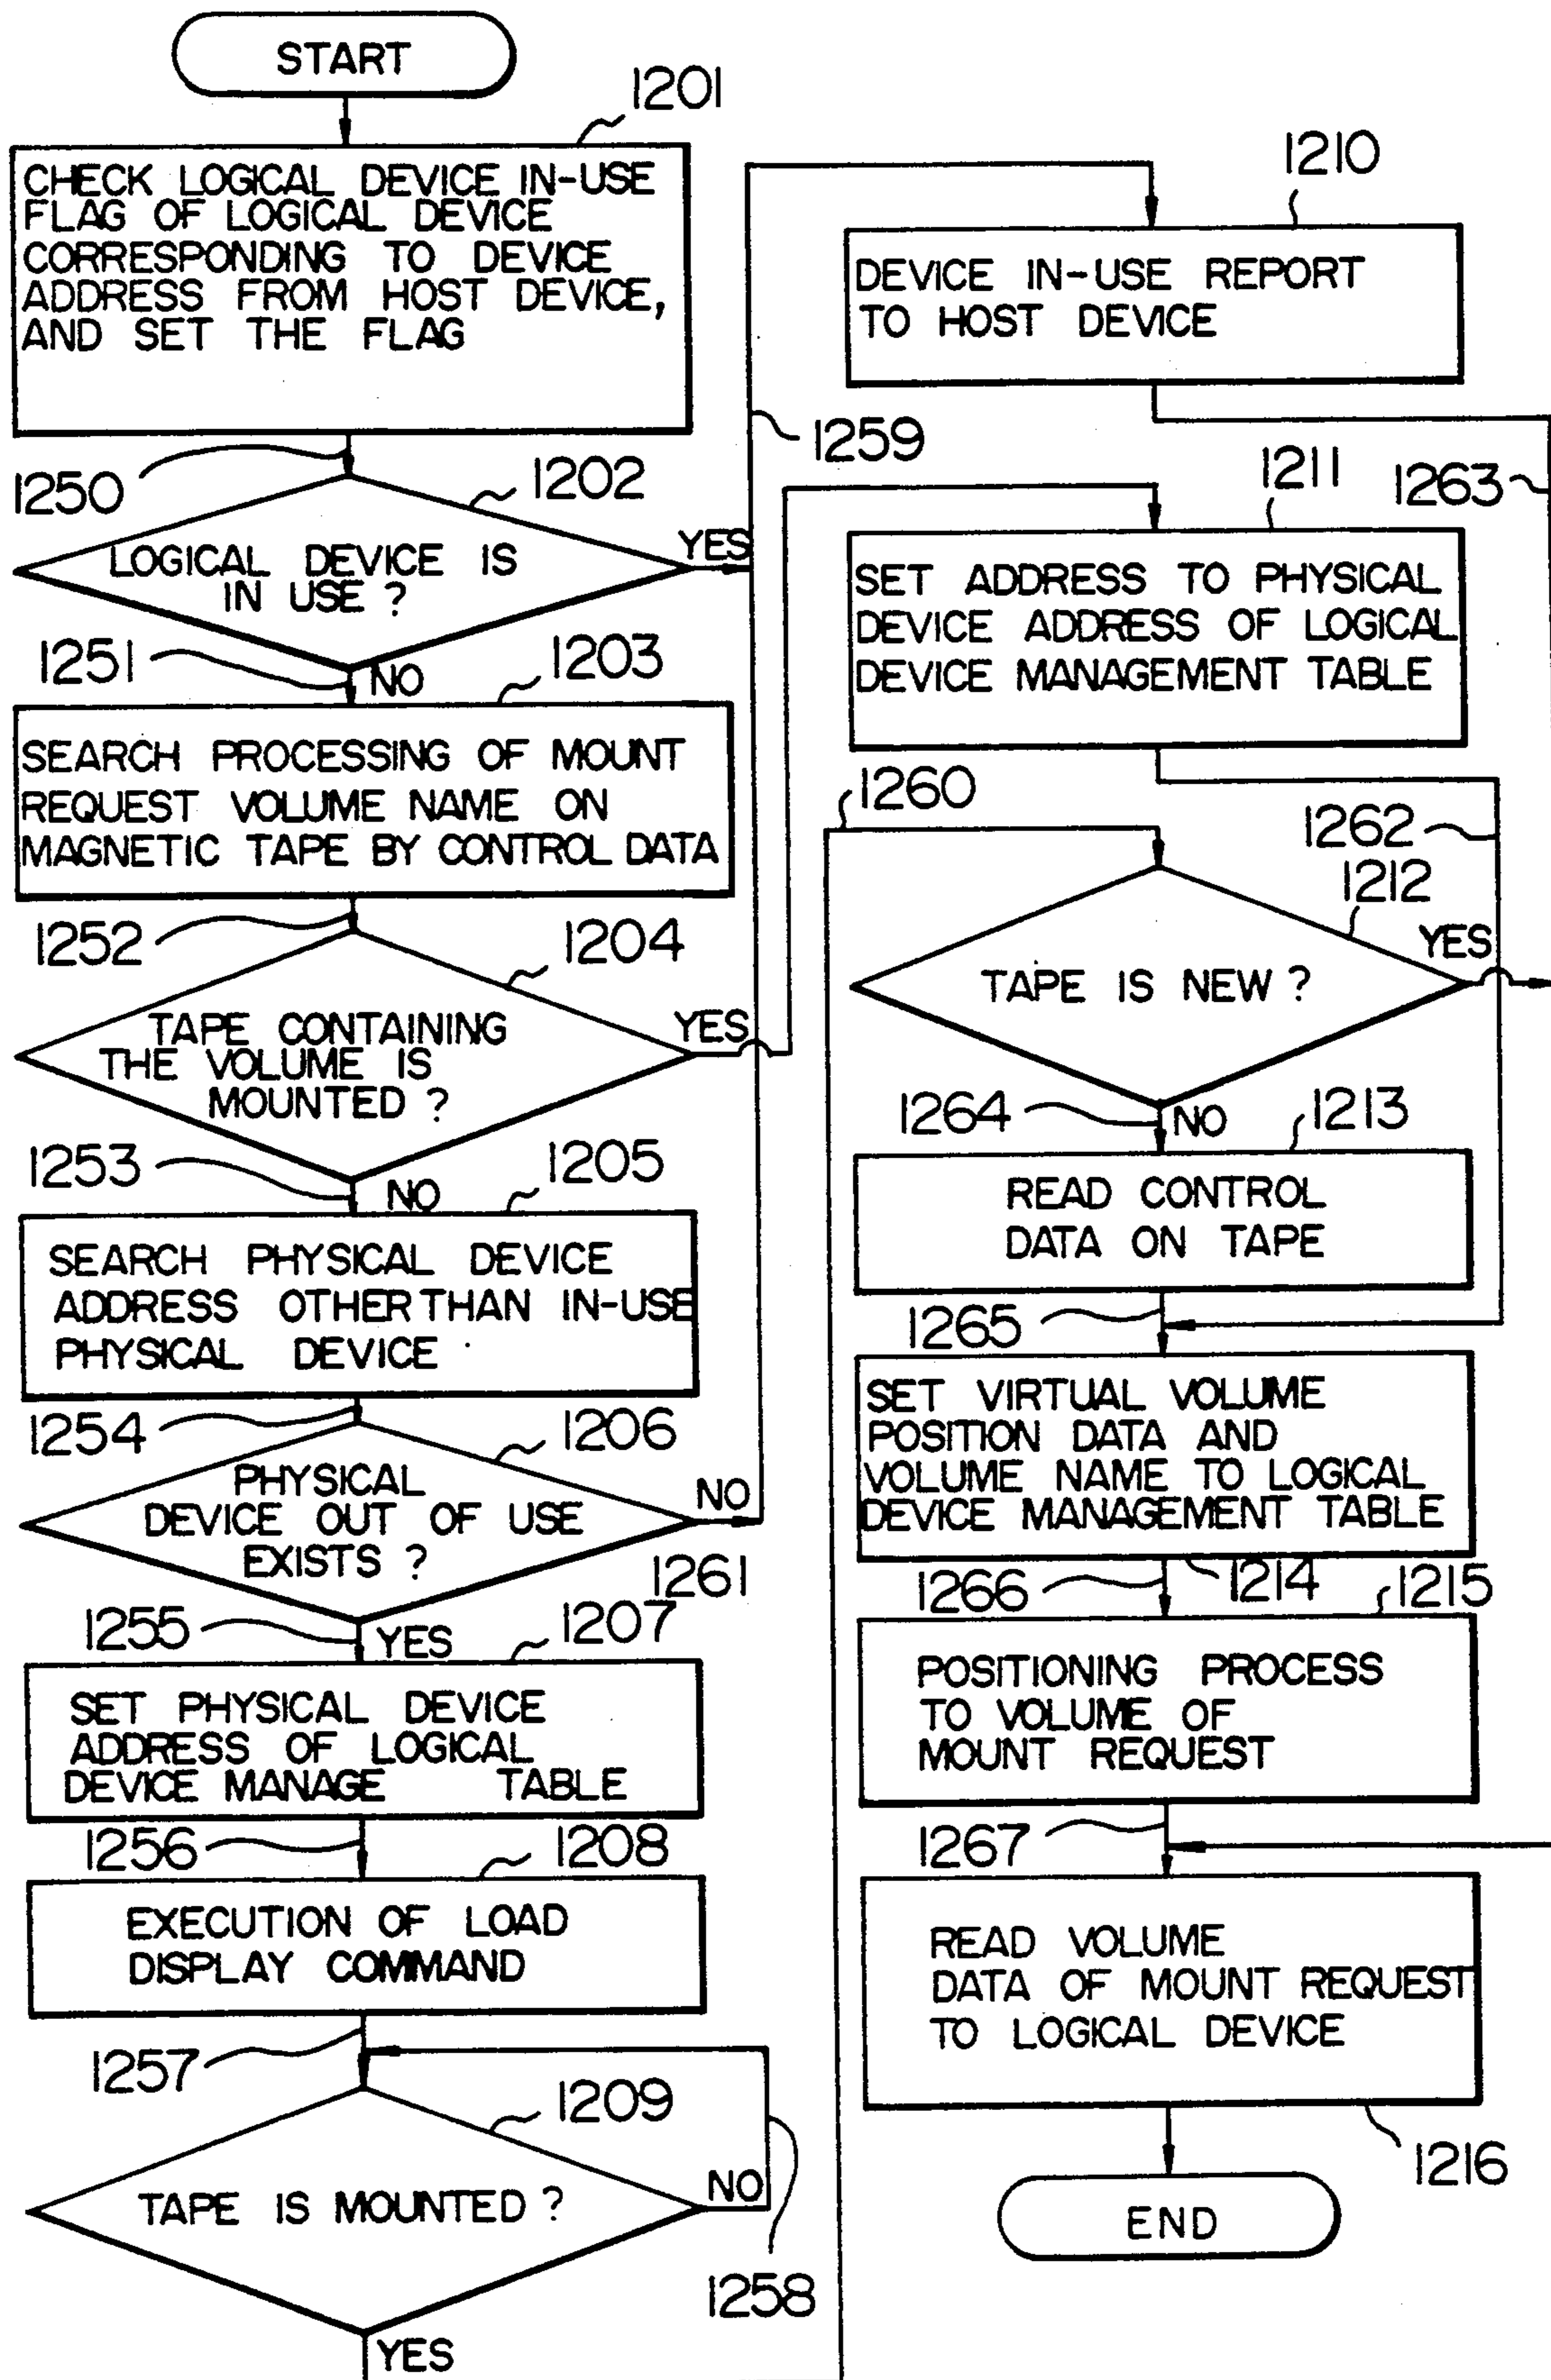 START
1201
CHECK LOGICAL DEVICE IN-USE
FLAG OF LOGICAL DEVICE
CORRESPONDING TO DEVICE
ADDRESS FROM HOST DEVICE,
AND SET THE FLAG
1250
1202
LOGICAL DEVICE IS
IN USE ?
YES
1251
NO
1203
SEARCH PROCESSING OF MOUNT
REQUEST VOLUME NAME ON
MAGNETIC TAPE BY CONTROL DATA
1252
1204
TAPE CONTAINING
THE VOLUME IS
MOUNTED ?
YES
1253
NO
1205
SEARCH PHYSICAL DEVICE
ADDRESS OTHER THAN IN-USE
PHYSICAL DEVICE
1254
1206
PHYSICAL
DEVICE OUT OF USE
EXISTS ?
NO
1261
1255
YES
1207
SET PHYSICAL DEVICE
ADDRESS OF LOGICAL
DEVICE MANAGE TABLE
1256
1208
EXECUTION OF LOAD
DISPLAY COMMAND
1257
1209
TAPE IS MOUNTED ?
NO
1258
YES
1259
1210
DEVICE IN-USE REPORT
TO HOST DEVICE
1211
1263
SET ADDRESS TO PHYSICAL
DEVICE ADDRESS OF LOGICAL
DEVICE MANAGEMENT TABLE
1260
1262
1212
TAPE IS NEW ?
YES
1264
NO
1213
READ CONTROL
DATA ON TAPE
1265
SET VIRTUAL VOLUME
POSITION DATA AND
VOLUME NAME TO LOGICAL
DEVICE MANAGEMENT TABLE
1266
1214
1215
POSITIONING PROCESS
TO VOLUME OF
MOUNT REQUEST
1267
READ VOLUME
DATA OF MOUNT REQUEST
TO LOGICAL DEVICE
1216
END